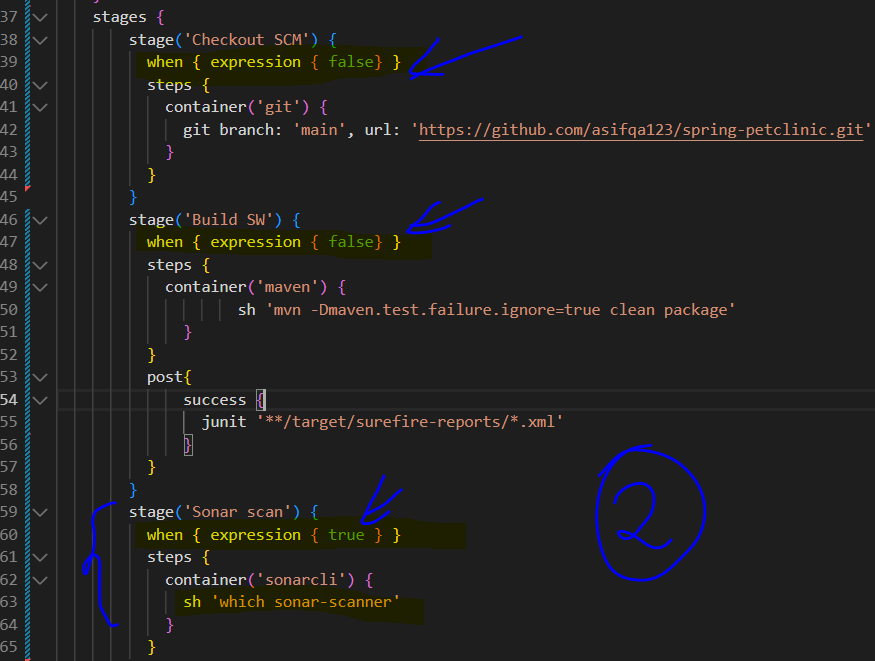 37 stages {
38 stage('Checkout SCM') {
39 when { expression { false} }
40 steps {
41 container('git') {
42 git branch: 'main', url: 'https://github.com/asifqa123/spring-petclinic.git'
43 }
44 }
45 }
46 stage('Build SW') {
47 when { expression { false} }
48 steps {
49 container('maven') {
50 sh 'mvn -Dmaven.test.failure.ignore=true clean package'
51 }
52 }
53 post{
54 success {
55 junit '**/target/surefire-reports/*.xml'
56 }
57 }
58 }
59 stage('Sonar scan') {
60 when { expression { true } }
61 steps {
62 container('sonarcli') {
63 sh 'which sonar-scanner'
64 }
65 }
2